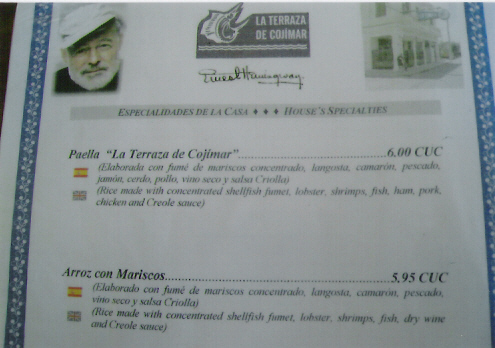 LA TERRAZA
DE COJÍMAR
Ernest Hemingway
ESPECIALIDADES DE LA CASA ♦ ♦ ♦ HOUSE'S SPECIALTIES
Paella "La Terraza de Cojímar"..............................6,00 CUC
(Elaborada con fumé de mariscos concentrado, langosta, camarón, pescado,
jamón, cerdo, pollo, vino seco y salsa Criolla)
(Rice made with concentrated shellfish fumet, lobster, shrimps, fish, ham, pork,
chicken and Creole sauce)
Arroz con Mariscos..............................................5,95 CUC
(Elaborado con fumé de mariscos concentrado, langosta, camarón, pescado,
vino seco y salsa Criolla)
(Rice made with concentrated shellfish fumet, lobster, shrimps, fish, dry wine
and Creole sauce)